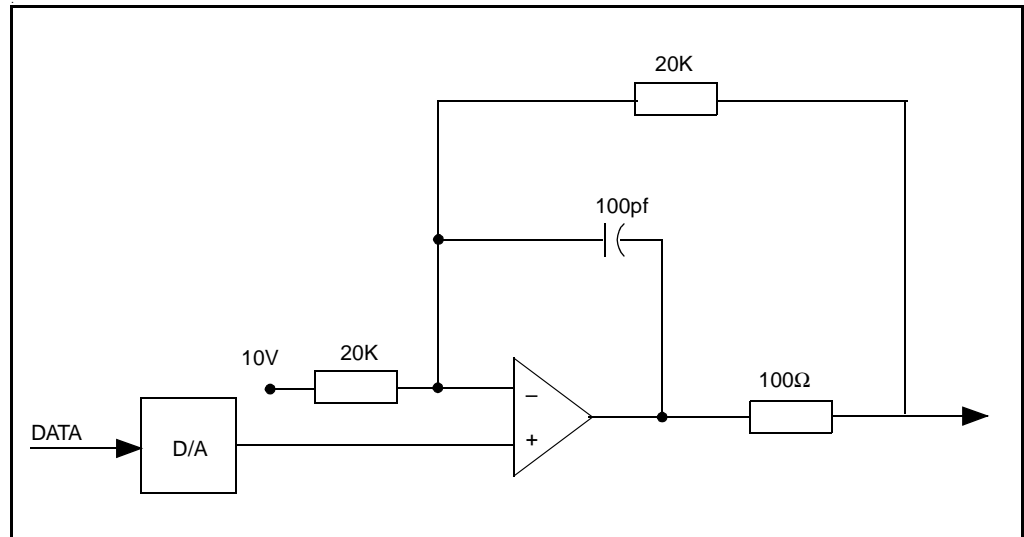 20K
100pf
10V
20K
100Ω
DATA
D/A
–
+